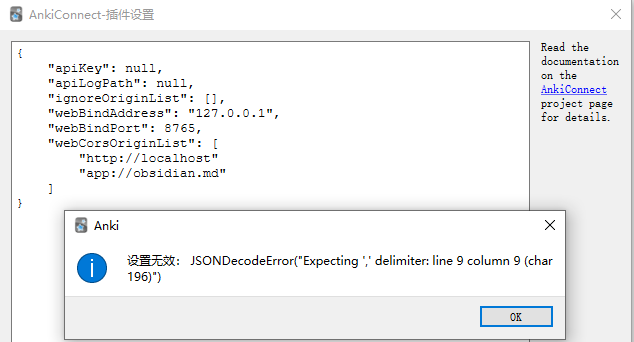 AnkiConnect-插件设置
{
    "apiKey": null,
    "apiLogPath": null,
    "ignoreOriginList": [],
    "webBindAddress": "127.0.0.1",
    "webBindPort": 8765,
    "webCorsOriginList": [
        "http://localhost"
        "app://obsidian.md"
    ]
}
Read the
documentation
on the
AnkiConnect
project page
for details.
Anki
设置无效： JSONDecodeError("Expecting ',' delimiter: line 9 column 9 (char
196)")
OK